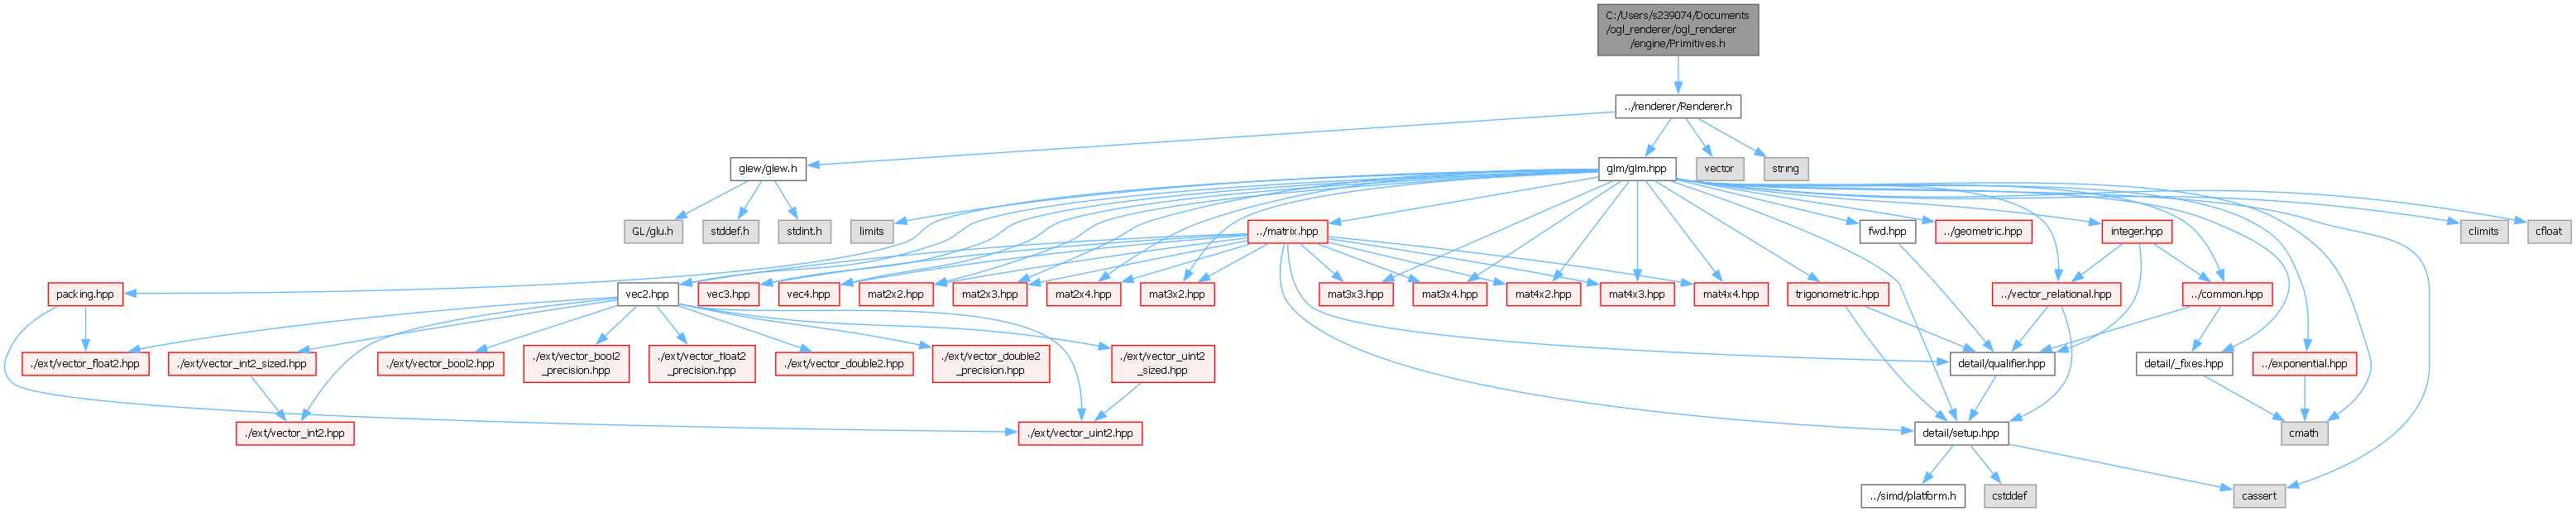 C:/Users/s239074/Documents
/ogl_renderer/ogl_renderer
/engine/Primitives.h
../renderer/Renderer.h
glew/glew.h
glm/glm.hpp
vector
string
GL/glu.h
stddef.h
stdint.h
limits
../matrix.hpp
fwd.hpp
../geometric.hpp
integer.hpp
climits
cfloat
packing.hpp
vec2.hpp
vec3.hpp
vec4.hpp
mat2x2.hpp
mat2x3.hpp
mat2x4.hpp
mat3x2.hpp
mat3x3.hpp
mat3x4.hpp
mat4x2.hpp
mat4x3.hpp
mat4x4.hpp
trigonometric.hpp
../vector_relational.hpp
../common.hpp
./ext/vector_float2.hpp
./ext/vector_int2_sized.hpp
./ext/vector_bool2.hpp
./ext/vector_bool2
_precision.hpp
./ext/vector_float2
_precision.hpp
./ext/vector_double2.hpp
./ext/vector_double2
_precision.hpp
./ext/vector_uint2
_sized.hpp
detail/qualifier.hpp
detail/_fixes.hpp
../exponential.hpp
./ext/vector_int2.hpp
./ext/vector_uint2.hpp
detail/setup.hpp
cmath
../simd/platform.h
cstddef
cassert